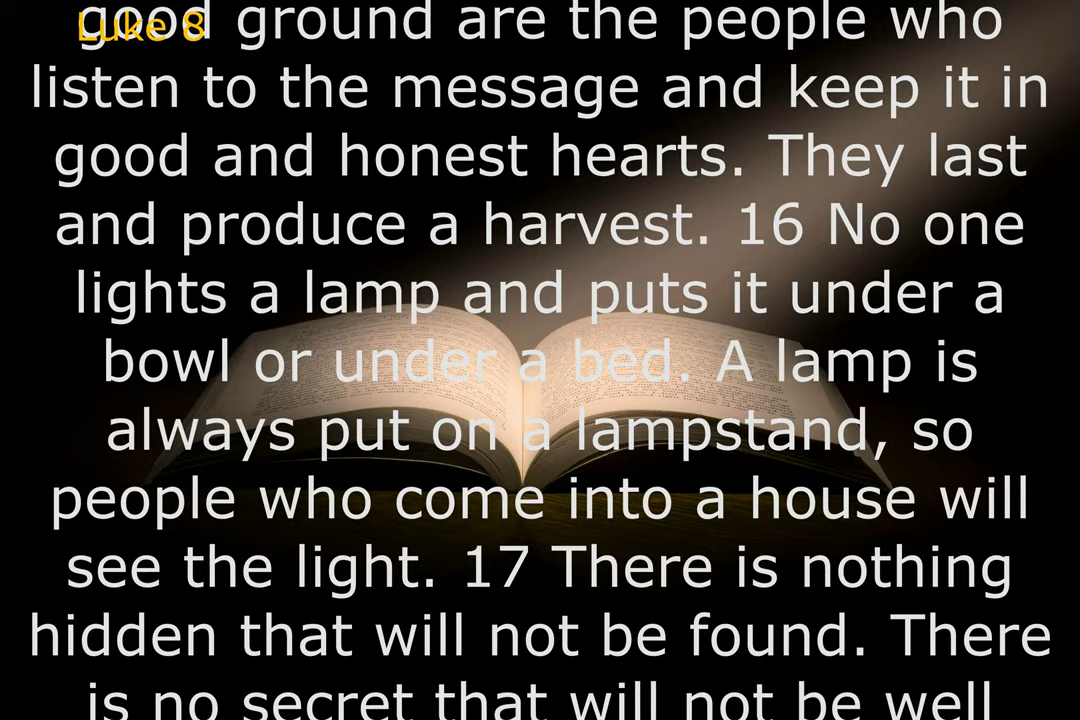 Luke 8
good ground are the people who
listen to the message and keep it in
good and honest hearts. They last
and produce a harvest. 16 No one
lights a lamp and puts it under a
bowl or under a bed. A lamp is
always put on a lampstand, so
people who come into a house will
see the light. 17 There is nothing
hidden that will not be found. There
is no secret that will not be well